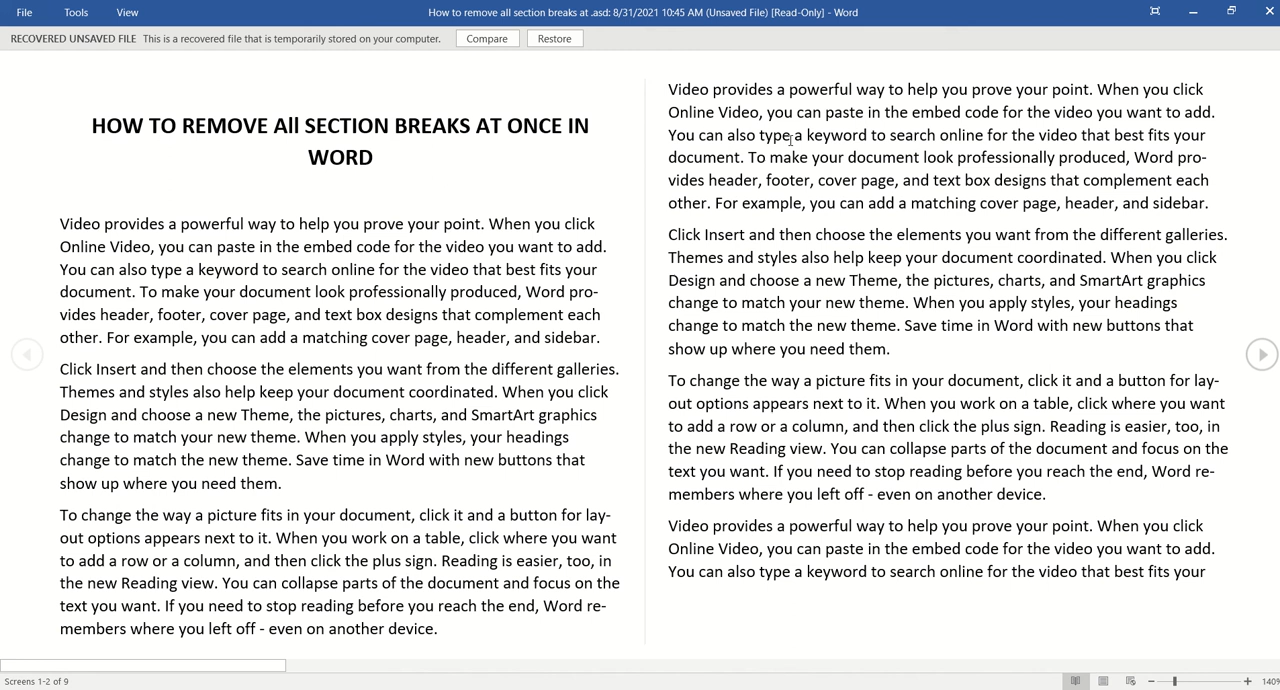 File Tools View How to remove all section breaks at .asd: 8/31/2021 10:45 AM (Unsaved File) [Read-Only] - Word
RECOVERED UNSAVED FILE This is a recovered file that is temporarily stored on your computer. Compare Restore
HOW TO REMOVE All SECTION BREAKS AT ONCE IN
WORD
Video provides a powerful way to help you prove your point. When you click
Online Video, you can paste in the embed code for the video you want to add.
You can also type a keyword to search online for the video that best fits your
document. To make your document look professionally produced, Word pro-
vides header, footer, cover page, and text box designs that complement each
other. For example, you can add a matching cover page, header, and sidebar.
Click Insert and then choose the elements you want from the different galleries.
Themes and styles also help keep your document coordinated. When you click
Design and choose a new Theme, the pictures, charts, and SmartArt graphics
change to match your new theme. When you apply styles, your headings
change to match the new theme. Save time in Word with new buttons that
show up where you need them.
To change the way a picture fits in your document, click it and a button for lay-
out options appears next to it. When you work on a table, click where you want
to add a row or a column, and then click the plus sign. Reading is easier, too, in
the new Reading view. You can collapse parts of the document and focus on the
text you want. If you need to stop reading before you reach the end, Word re-
members where you left off - even on another device.
Video provides a powerful way to help you prove your point. When you click
Online Video, you can paste in the embed code for the video you want to add.
You can also type a keyword to search online for the video that best fits your
document. To make your document look professionally produced, Word pro-
vides header, footer, cover page, and text box designs that complement each
other. For example, you can add a matching cover page, header, and sidebar.
Click Insert and then choose the elements you want from the different galleries.
Themes and styles also help keep your document coordinated. When you click
Design and choose a new Theme, the pictures, charts, and SmartArt graphics
change to match your new theme. When you apply styles, your headings
change to match the new theme. Save time in Word with new buttons that
show up where you need them.
To change the way a picture fits in your document, click it and a button for lay-
out options appears next to it. When you work on a table, click where you want
to add a row or a column, and then click the plus sign. Reading is easier, too, in
the new Reading view. You can collapse parts of the document and focus on the
text you want. If you need to stop reading before you reach the end, Word re-
members where you left off - even on another device.
Video provides a powerful way to help you prove your point. When you click
Online Video, you can paste in the embed code for the video you want to add.
You can also type a keyword to search online for the video that best fits your
Screens 1-2 of 9 140%